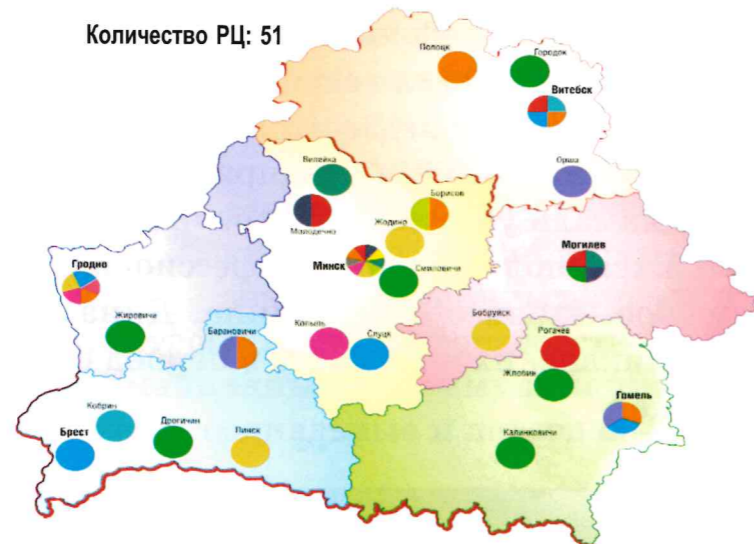 Количество РЦ: 51
Полоцк
Городок
Витебск
Орша
Вилейка
Молодечно
Борисов
Жодино
Минск
Смиловичи
Могилев
Гродно
Жировичи
Барановичи
Копыль
Слуцк
Бобруйск
Рогачев
Жлобин
Гомель
Калинковичи
Кобрин
Брест
Дрогичин
Пинск